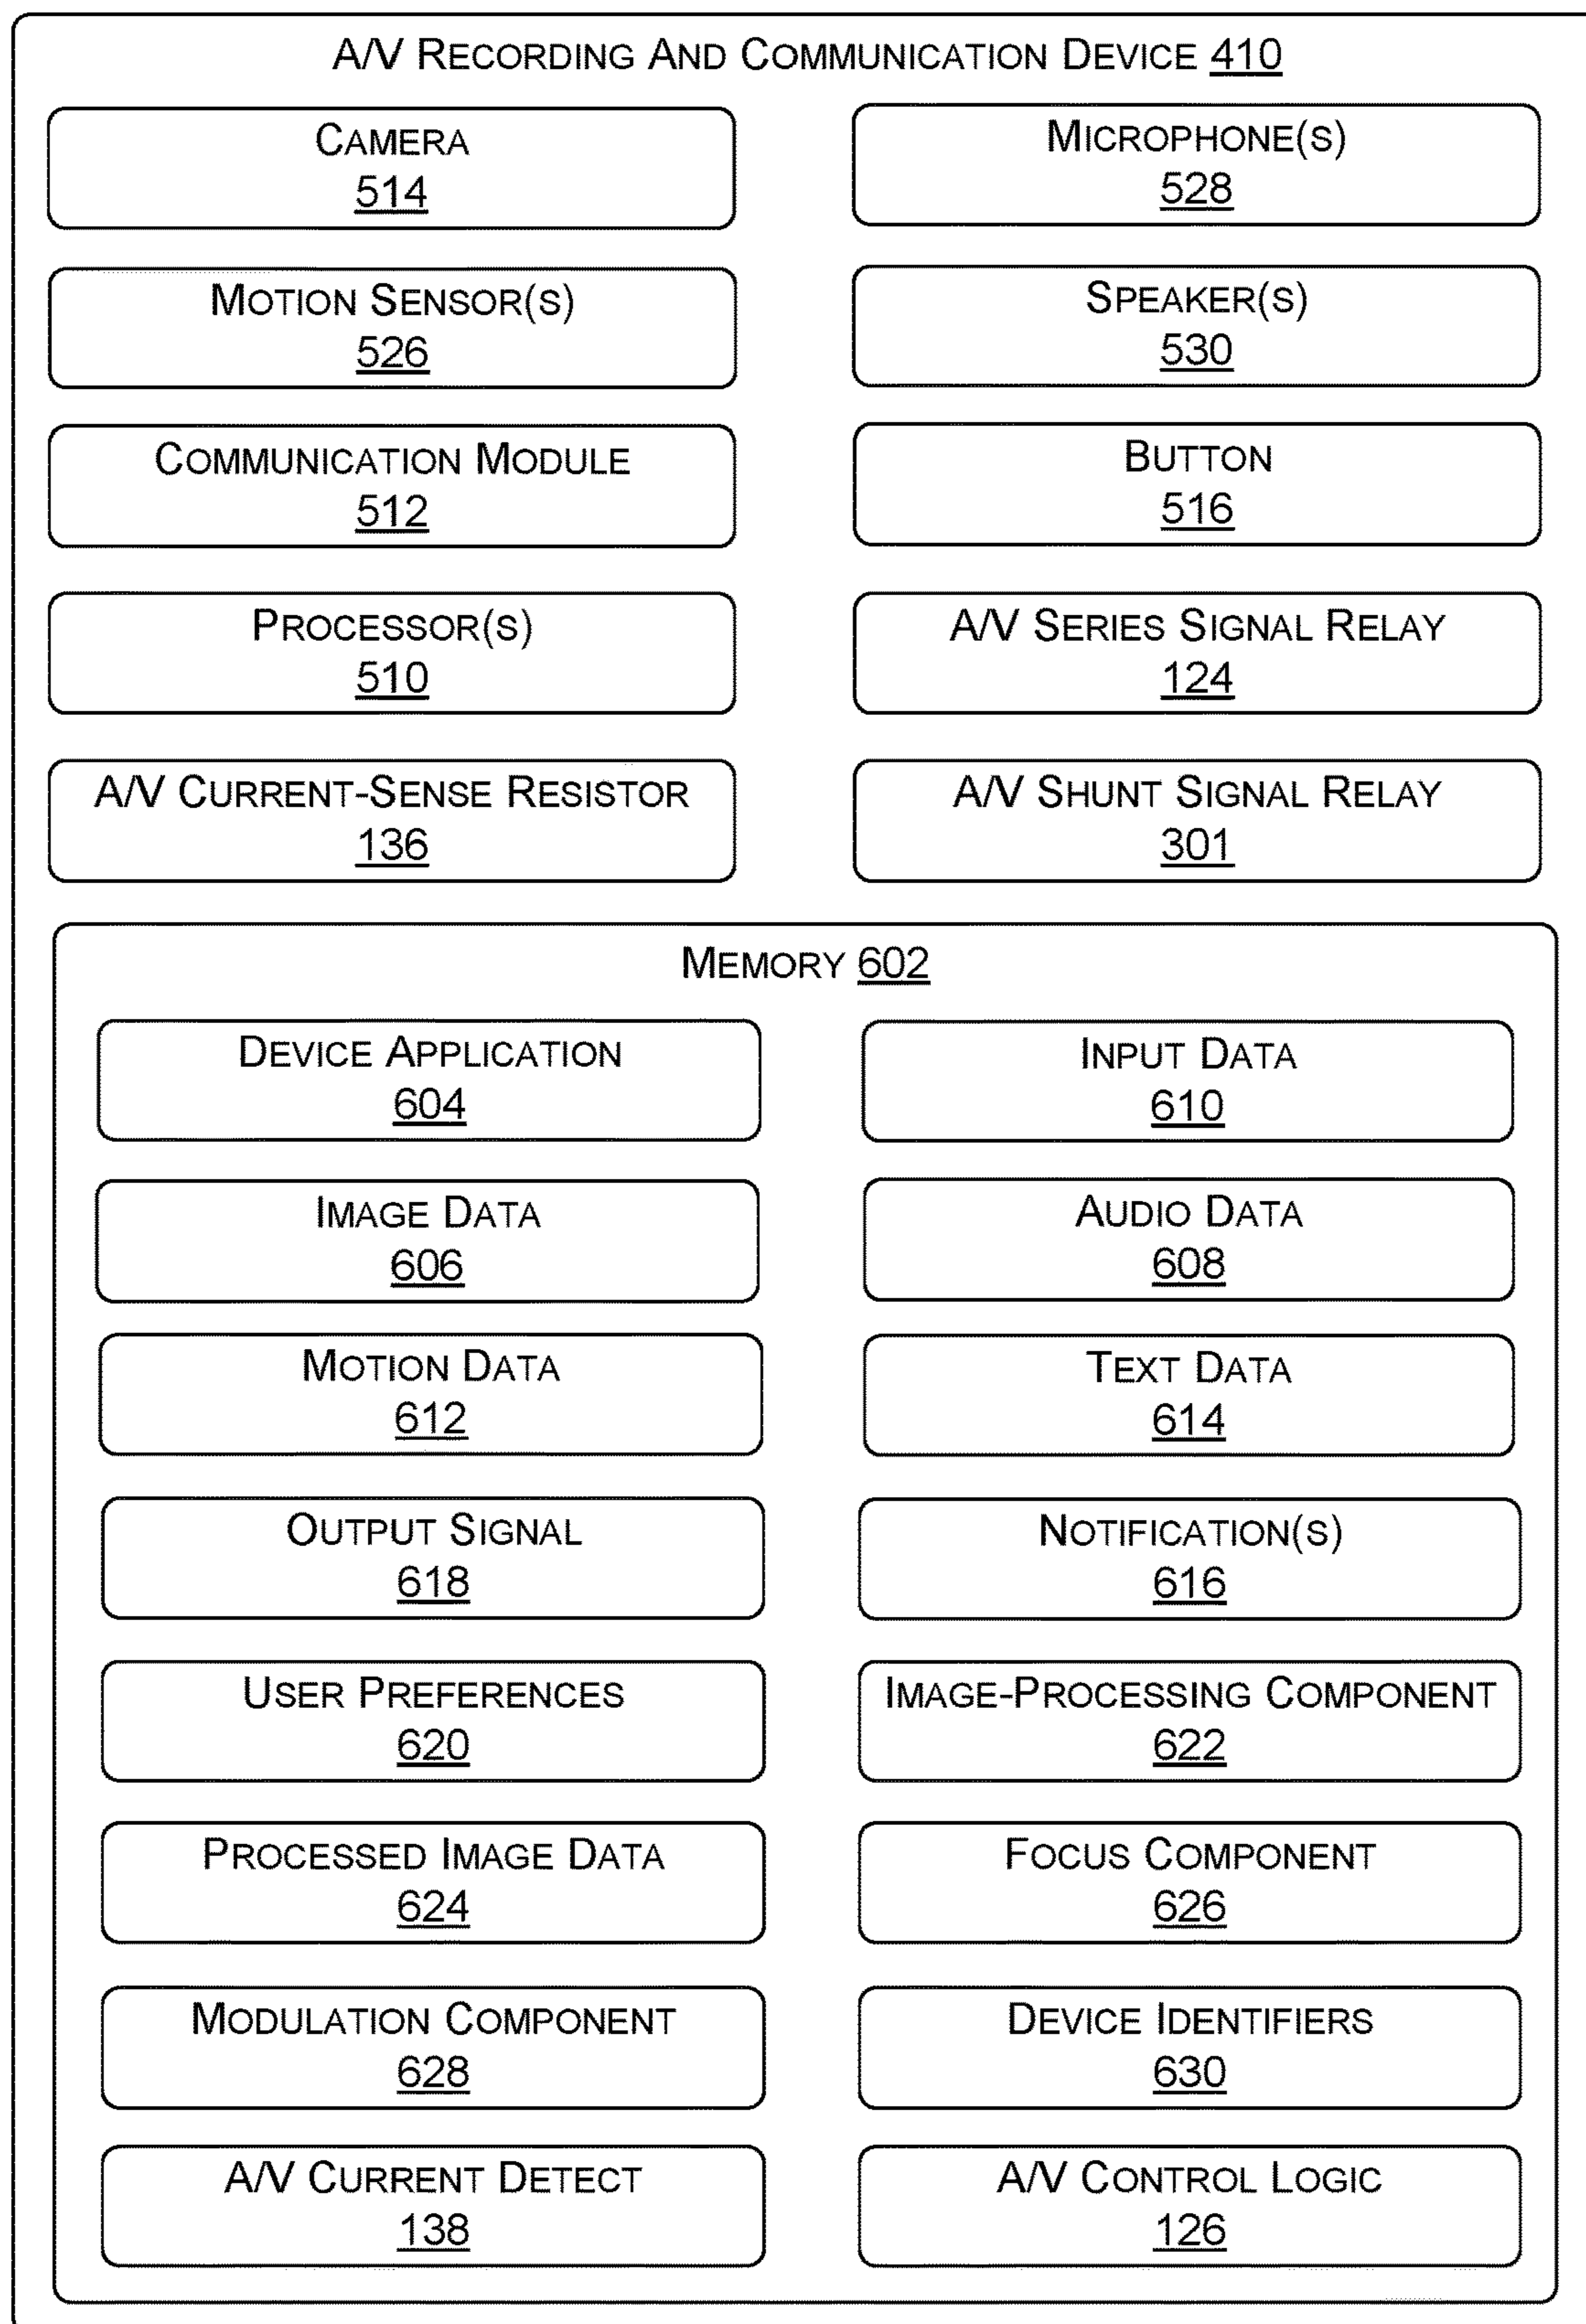 A/V RECORDING AND COMMUNICATION DEVICE 410
CAMERA
514
MICROPHONE(S)
528
MOTION SENSOR(S)
526
SPEAKER(S)
530
COMMUNICATION MODULE
512
BUTTON
516
PROCESSOR(S)
510
A/V SERIES SIGNAL RELAY
124
A/V CURRENT-SENSE RESISTOR
136
A/V SHUNT SIGNAL RELAY
301
MEMORY 602
DEVICE APPLICATION
604
INPUT DATA
610
IMAGE DATA
606
AUDIO DATA
608
MOTION DATA
612
TEXT DATA
614
OUTPUT SIGNAL
618
NOTIFICATION(S)
616
USER PREFERENCES
620
IMAGE-PROCESSING COMPONENT
622
PROCESSED IMAGE DATA
624
FOCUS COMPONENT
626
MODULATION COMPONENT
628
DEVICE IDENTIFIERS
630
A/V CURRENT DETECT
138
A/V CONTROL LOGIC
126